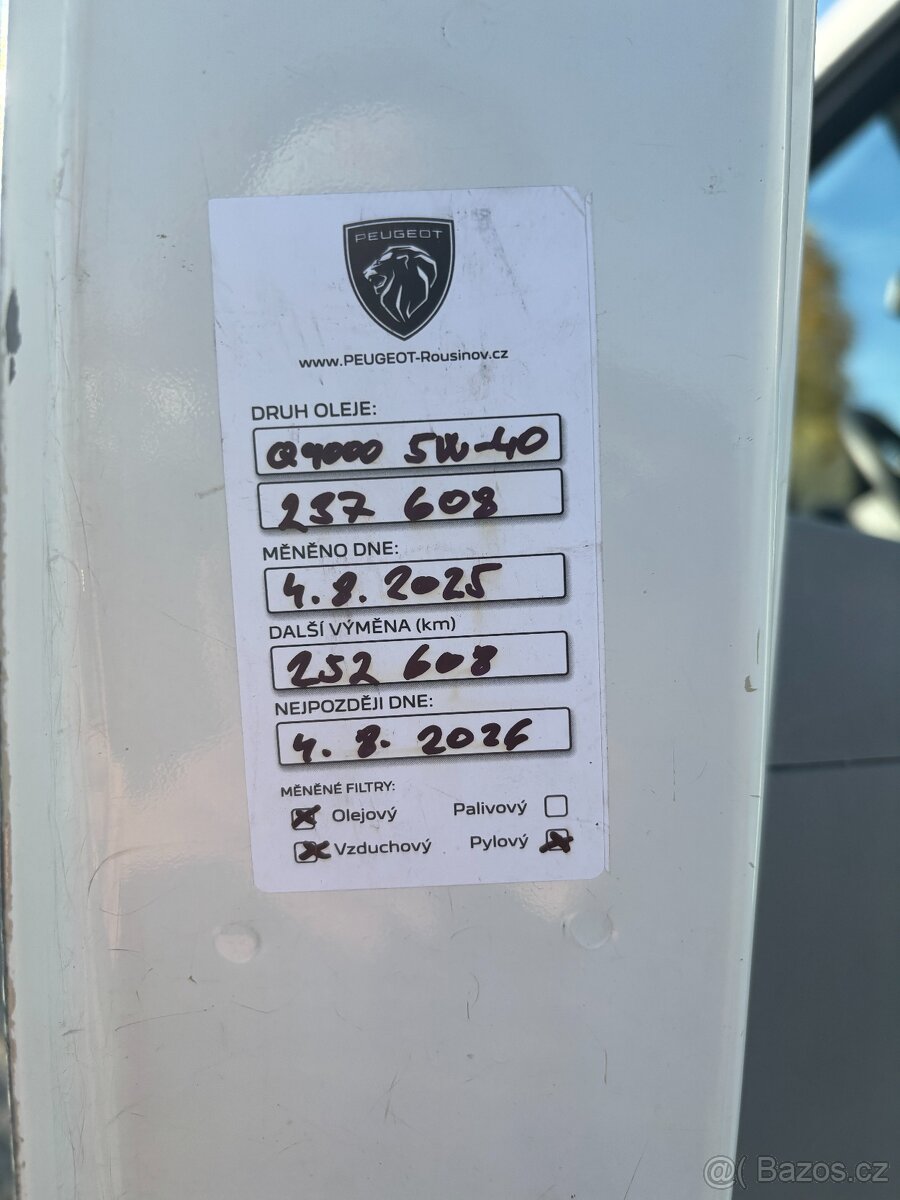 PEUGEOT
www.PEUGEOT-Rousinov.cz
DRUH OLEJE:
Q9000 5W-40
237 608
MĚNĚNO DNE:
4.8.2025
DALŠÍ VÝMĚNA (km)
252 608
NEJPOZDĚJI DNE:
4.8.2026
MĚNĚNÉ FILTRY:
Olejový Palivový
Vzduchový Pylový
@( Bazos.cz